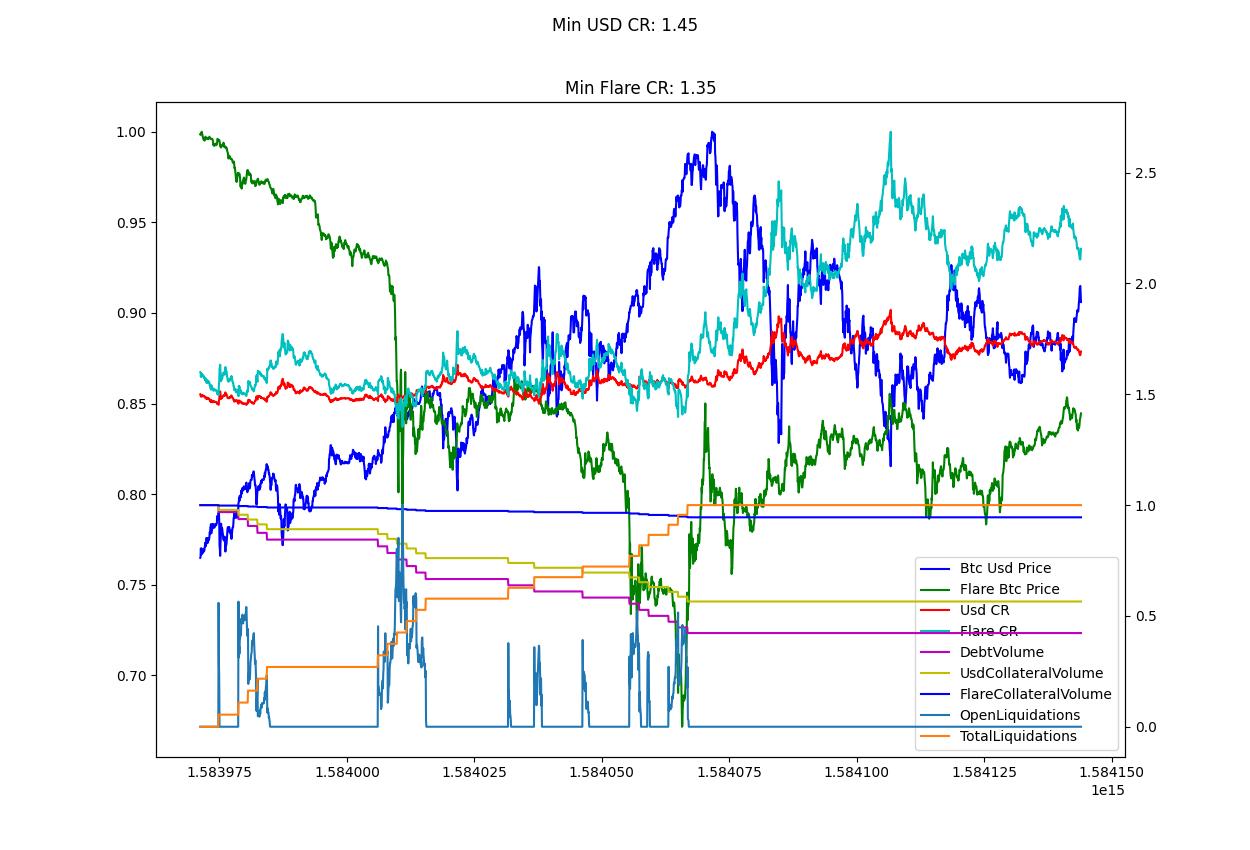 Min USD CR: 1.45
Min Flare CR: 1.35
1.00
0.95
0.90
0.85
0.80
0.75
0.70
2.5
2.0
1.5
1.0
0.5
0.0
Btc Usd Price
Flare Btc Price
Usd CR
Flare CR
DebtVolume
UsdCollateralVolume
FlareCollateralVolume
OpenLiquidations
TotalLiquidations
1.583975 1.584000 1.584025 1.584050 1.584075 1.584100 1.584125 1.584150
1e15